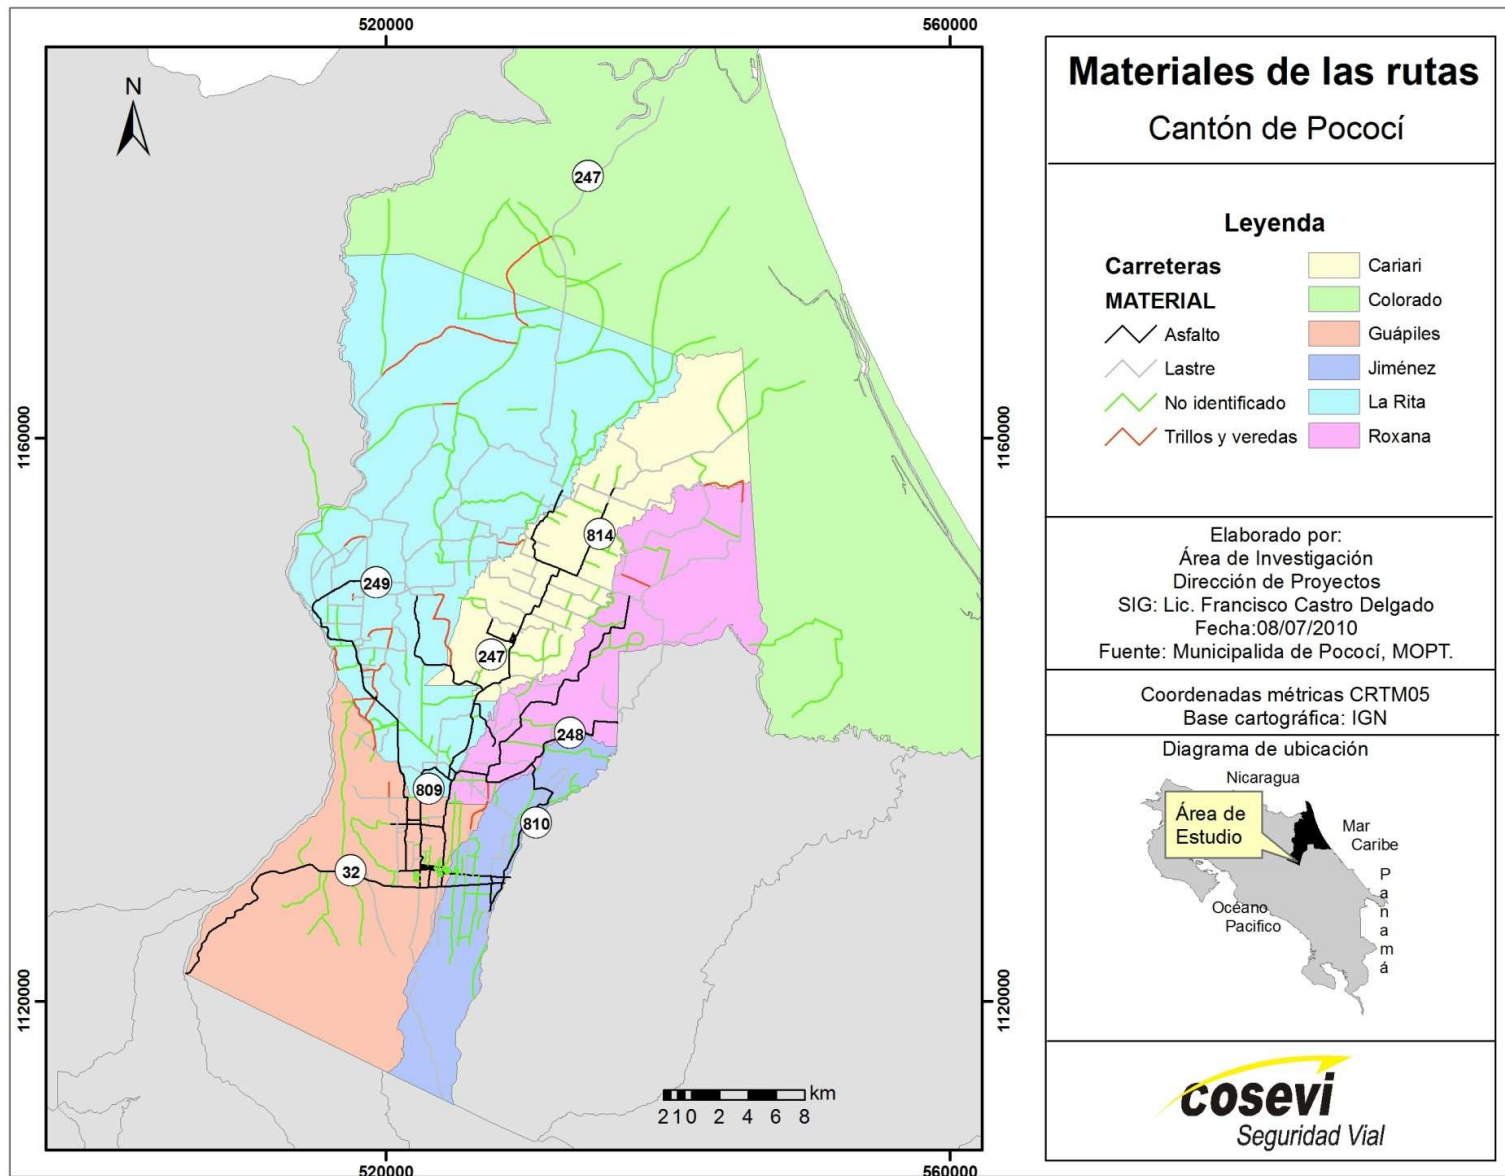 Materiales de las rutas
Cantón de Pococí
Leyenda
Carreteras
MATERIAL
Asfalto
Lastre
No identificado
Trillos y veredas
Cariari
Colorado
Guápiles
Jiménez
La Rita
Roxana
Elaborado por:
Área de Investigación
Dirección de Proyectos
SIG: Lic. Francisco Castro Delgado
Fecha:08/07/2010
Fuente: Municipalida de Pococí, MOPT.
Coordenadas métricas CRTM05
Base cartográfica: IGN
Diagrama de ubicación
Nicaragua
Área de
Estudio
Mar
Caribe
Panamá
Océano
Pacifico
cosevi
Seguridad Vial
520000
560000
N
247
1160000
1160000
814
249
247
248
809
810
32
1120000
1120000
km
2 1 0 2 4 6 8
520000
560000